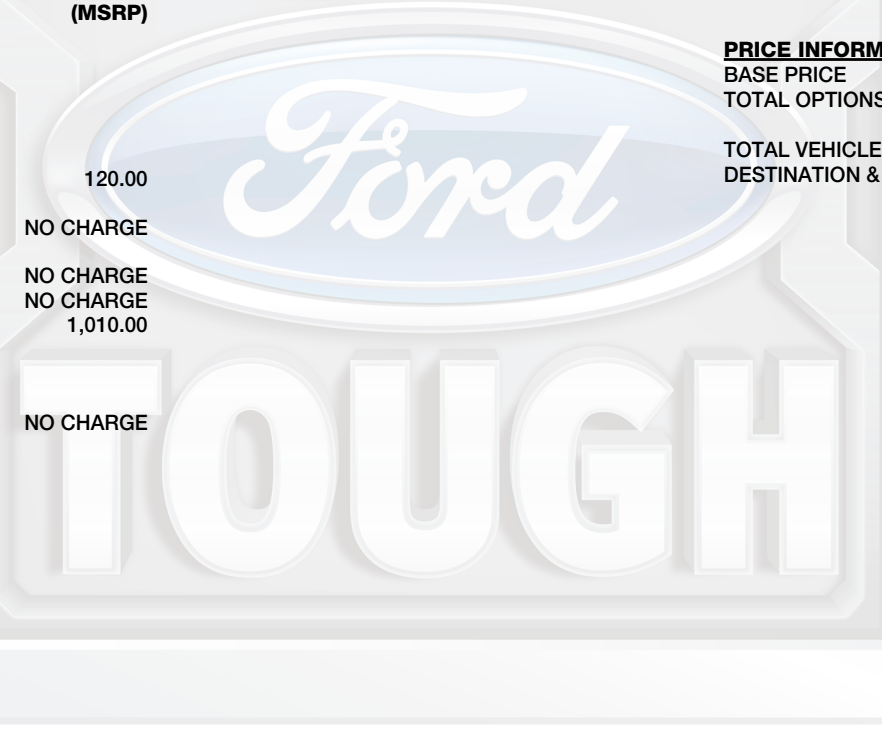 (MSRP)
120.00
NO CHARGE
NO CHARGE
NO CHARGE
1,010.00
NO CHARGE
PRICE INFORM
BASE PRICE
TOTAL OPTIONS
TOTAL VEHICLE
DESTINATION &
Ford
TOUGH